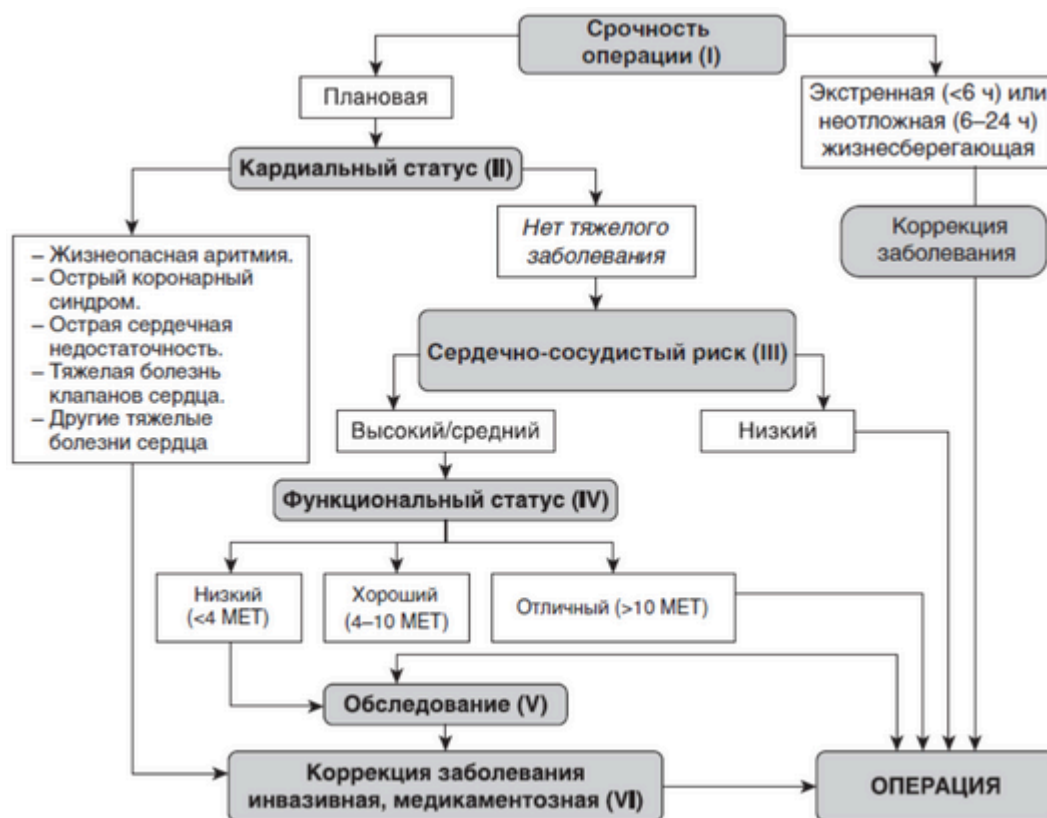 Срочность
операции (I)
Плановая
Экстренная (<6 ч) или
неотложная (6–24 ч)
жизнесберегающая
Кардиальный статус (II)
Нет тяжелого
заболевания
Коррекция
заболевания
– Жизнеопасная аритмия.
– Острый коронарный
синдром.
– Острая сердечная
недостаточность.
– Тяжелая болезнь
клапанов сердца.
– Другие тяжелые
болезни сердца
Сердечно-сосудистый риск (III)
Высокий/средний
Низкий
Функциональный статус (IV)
Низкий
(<4 МЕТ)
Хороший
(4–10 МЕТ)
Отличный (>10 МЕТ)
Обследование (V)
Коррекция заболевания
инвазивная, медикаментозная (VI)
ОПЕРАЦИЯ